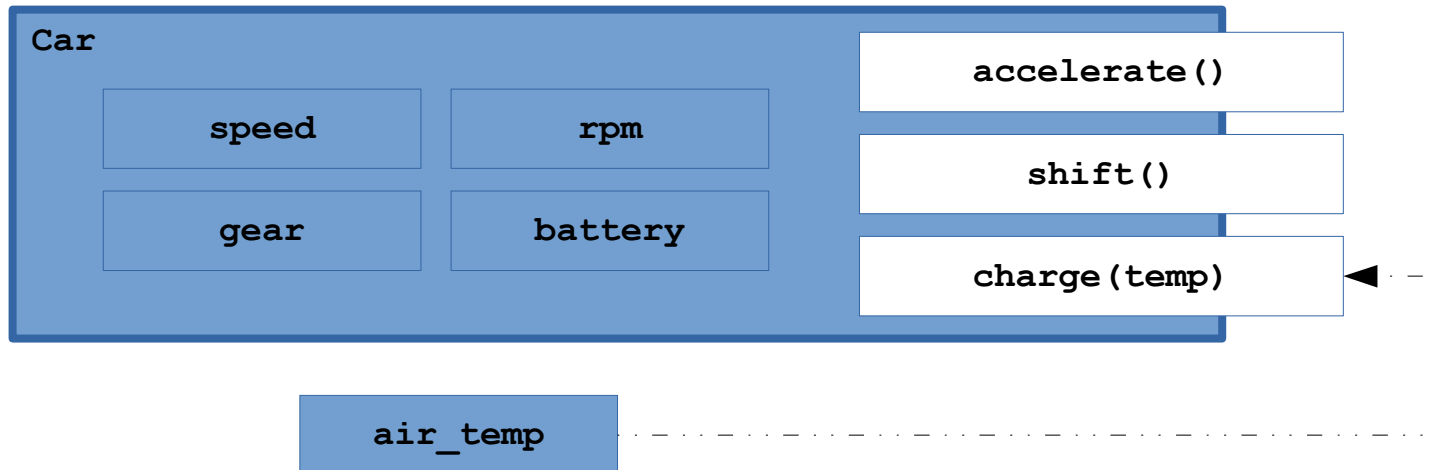 Car
accelerate()
speed
rpm
shift()
gear
battery
charge(temp)
air_temp